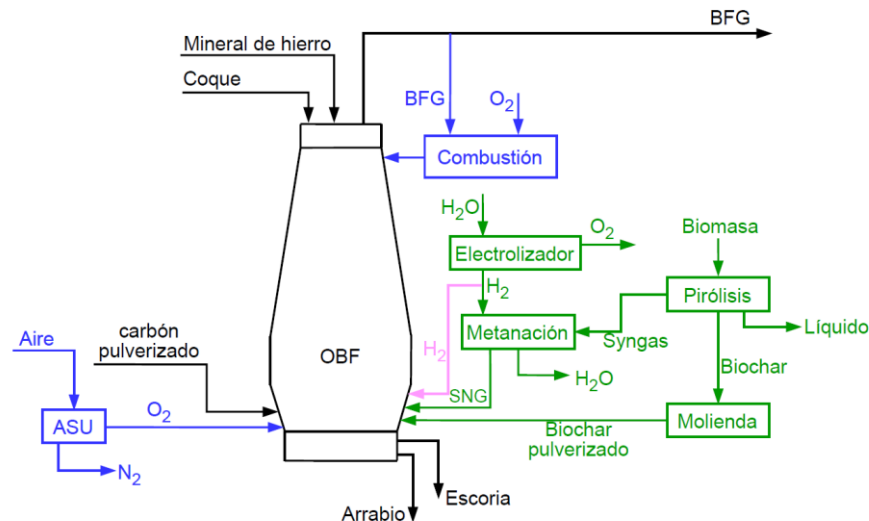 BFG
Mineral de hierro
Coque
BFG
O2
Combustión
H2O
Electrolizador
O2
Biomasa
H2
Pirólisis
Metanación
Syngas
Líquido
Aire
carbón
pulverizado
OBF
H2
SNG
H2O
Biochar
ASU
O2
Biochar
pulverizado
Molienda
N2
Escoria
Arrabio